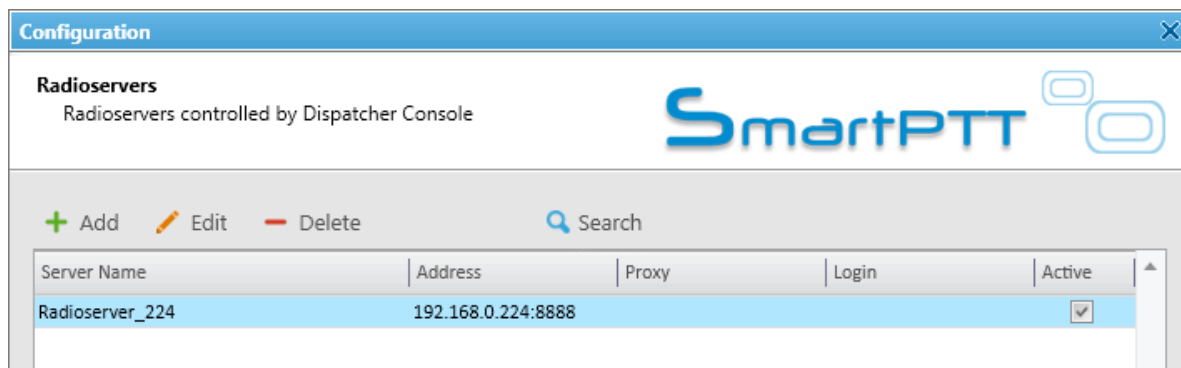 Configuration
Radioservers
Radioservers controlled by Dispatcher Console
SmartPTT
Add Edit Delete Search
Server Name Address Proxy Login Active
Radioserver_224 192.168.0.224:8888